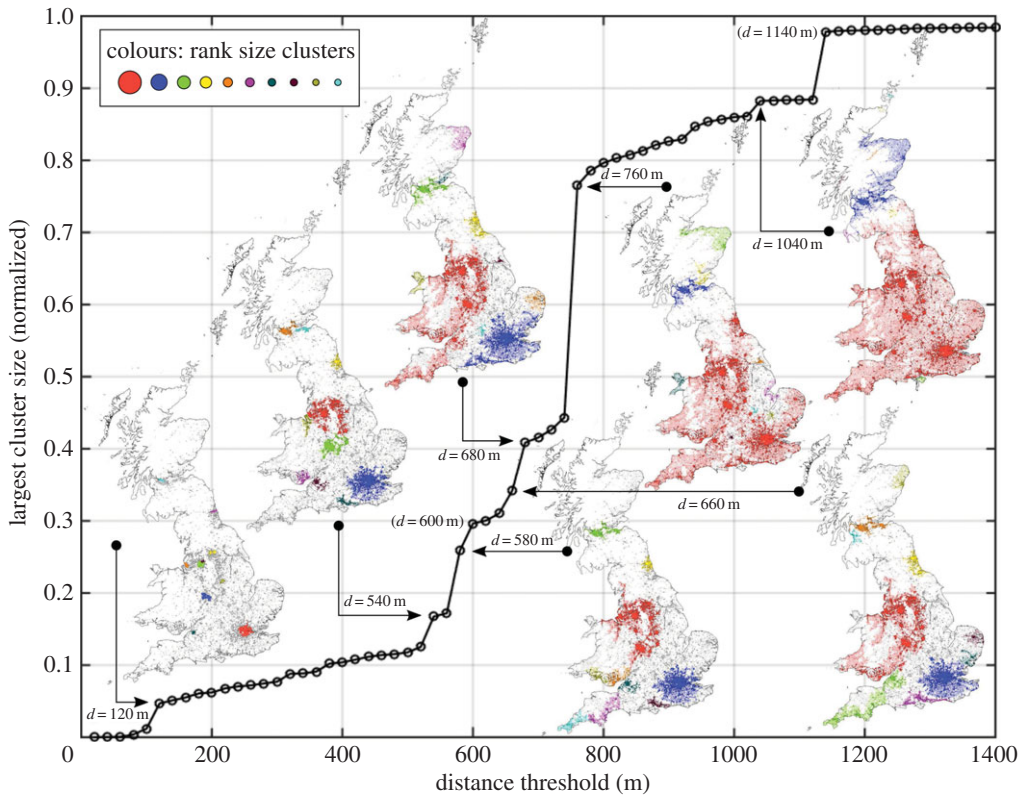 1.0
0.9
0.8
0.7
0.6
0.5
0.4
0.3
0.2
0.1
0
largest cluster size (normalized)
colours: rank size clusters
(d = 1140 m)
d = 760 m
d = 1040 m
d = 680 m
d = 660 m
(d = 600 m)
d = 580 m
d = 540 m
d = 120 m
200
400
600
800
1000
1200
1400
distance threshold (m)